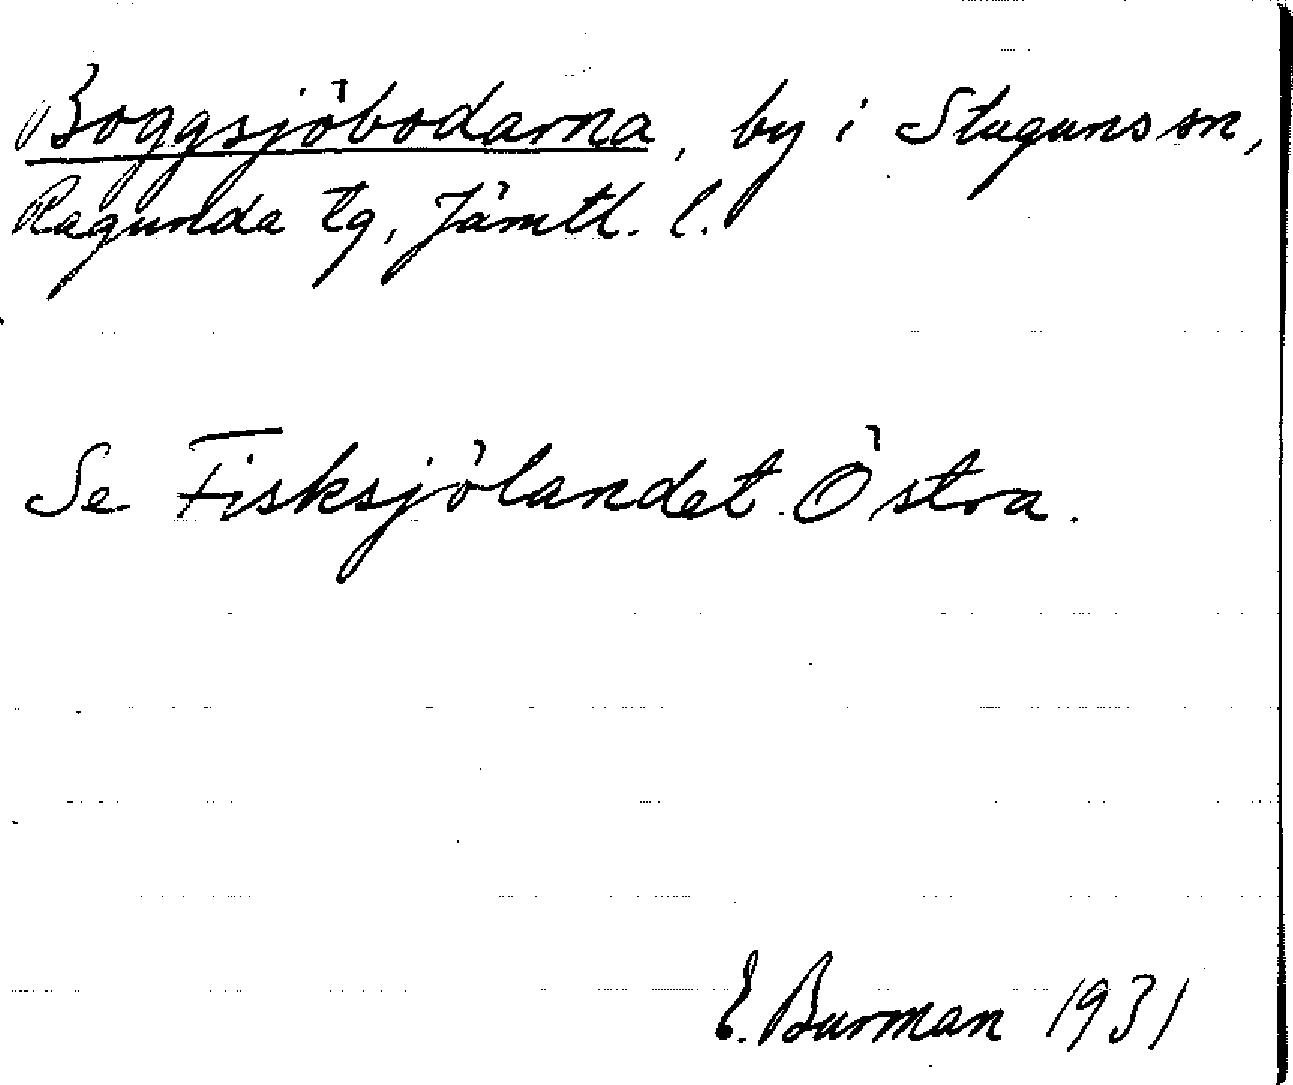 Boggsjöbodarna, by i Stuguns sn,
Ragunda tg, Jämtl. l.
Se Fisksjölandet Östra.
E. Burman 1931